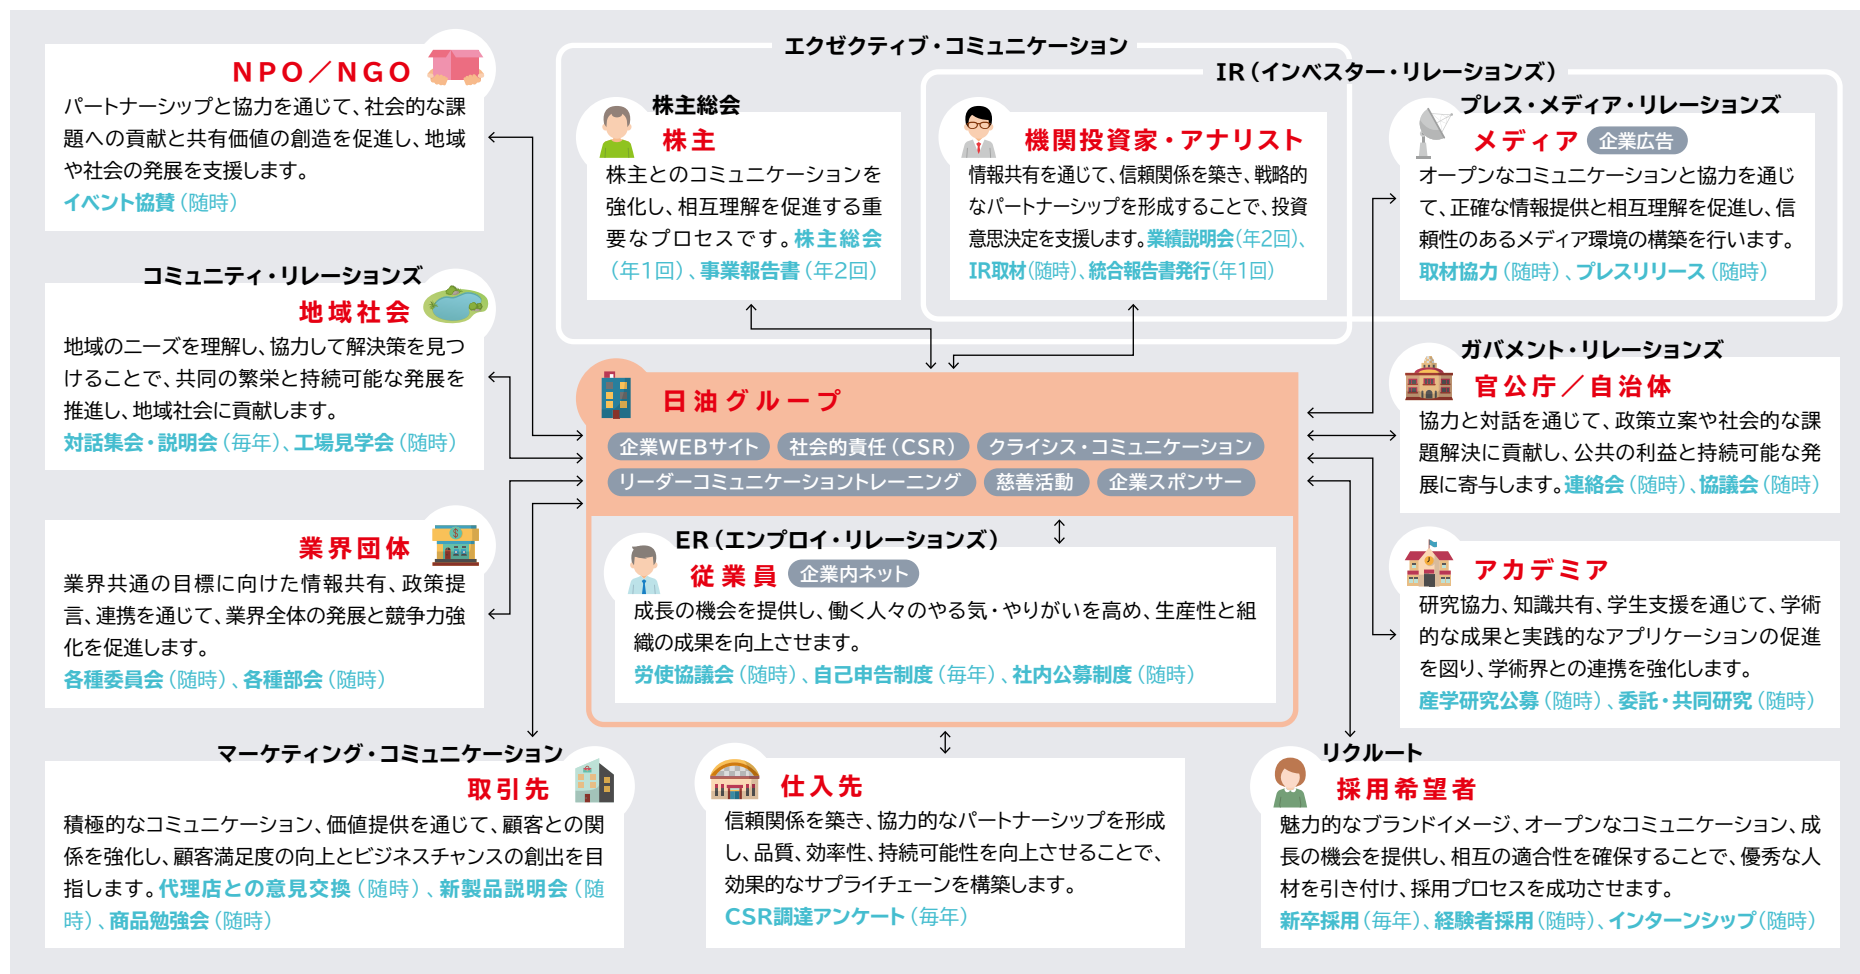 エクゼクティブ・コミュニケーション
IR（インベスター・リレーションズ）
NPO／NGO
パートナーシップと協力を通じて、社会的な課
題への貢献と共有価値の創造を促進し、地域
や社会の発展を支援します。
イベント協賛（随時）
株主総会
株主
株主とのコミュニケーションを
強化し、相互理解を促進する重
要なプロセスです。株主総会
（年1回）、事業報告書（年2回）
機関投資家・アナリスト
情報共有を通じて、信頼関係を築き、戦略的
なパートナーシップを形成することで、投資
意思決定を支援します。業績説明会（年2回）、
IR取材（随時）、統合報告書発行（年1回）
プレス・メディア・リレーションズ
メディア 企業広告
オープンなコミュニケーションと協力を通じ
て、正確な情報提供と相互理解を促進し、信
頼性のあるメディア環境の構築を行います。
取材協力（随時）、プレスリリース（随時）
コミュニティ・リレーションズ
地域社会
地域のニーズを理解し、協力して解決策を見つ
けることで、共同の繁栄と持続可能な発展を
推進し、地域社会に貢献します。
対話集会・説明会（毎年）、工場見学会（随時）
日油グループ
企業WEBサイト 社会的責任（CSR） クライシス・コミュニケーション
リーダーコミュニケーショントレーニング 慈善活動 企業スポンサー
ガバメント・リレーションズ
官公庁／自治体
協力と対話を通じて、政策立案や社会的な課
題解決に貢献し、公共の利益と持続可能な発
展に寄与します。連絡会（随時）、協議会（随時）
業界団体
業界共通の目標に向けた情報共有、政策提
言、連携を通じて、業界全体の発展と競争力強
化を促進します。
各種委員会（随時）、各種部会（随時）
ER（エンプロイ・リレーションズ）
従業員 企業内ネット
成長の機会を提供し、働く人々のやる気・やりがいを高め、生産性と組
織の成果を向上させます。
労使協議会（随時）、自己申告制度（毎年）、社内公募制度（随時）
アカデミア
研究協力、知識共有、学生支援を通じて、学術
的な成果と実践的なアプリケーションの促進
を図り、学術界との連携を強化します。
産学研究公募（随時）、委託・共同研究（随時）
マーケティング・コミュニケーション
取引先
積極的なコミュニケーション、価値提供を通じて、顧客との関
係を強化し、顧客満足度の向上とビジネスチャンスの創出を目
指します。代理店との意見交換（随時）、新製品説明会（随
時）、商品勉強会（随時）
仕入先
信頼関係を築き、協力的なパートナーシップを形成
し、品質、効率性、持続可能性を向上させることで、
効果的なサプライチェーンを構築します。
CSR調達アンケート（毎年）
リクルート
採用希望者
魅力的なブランドイメージ、オープンなコミュニケーション、成
長の機会を提供し、相互の適合性を確保することで、優秀な人
材を引き付け、採用プロセスを成功させます。
新卒採用（毎年）、経験者採用（随時）、インターンシップ（随時）